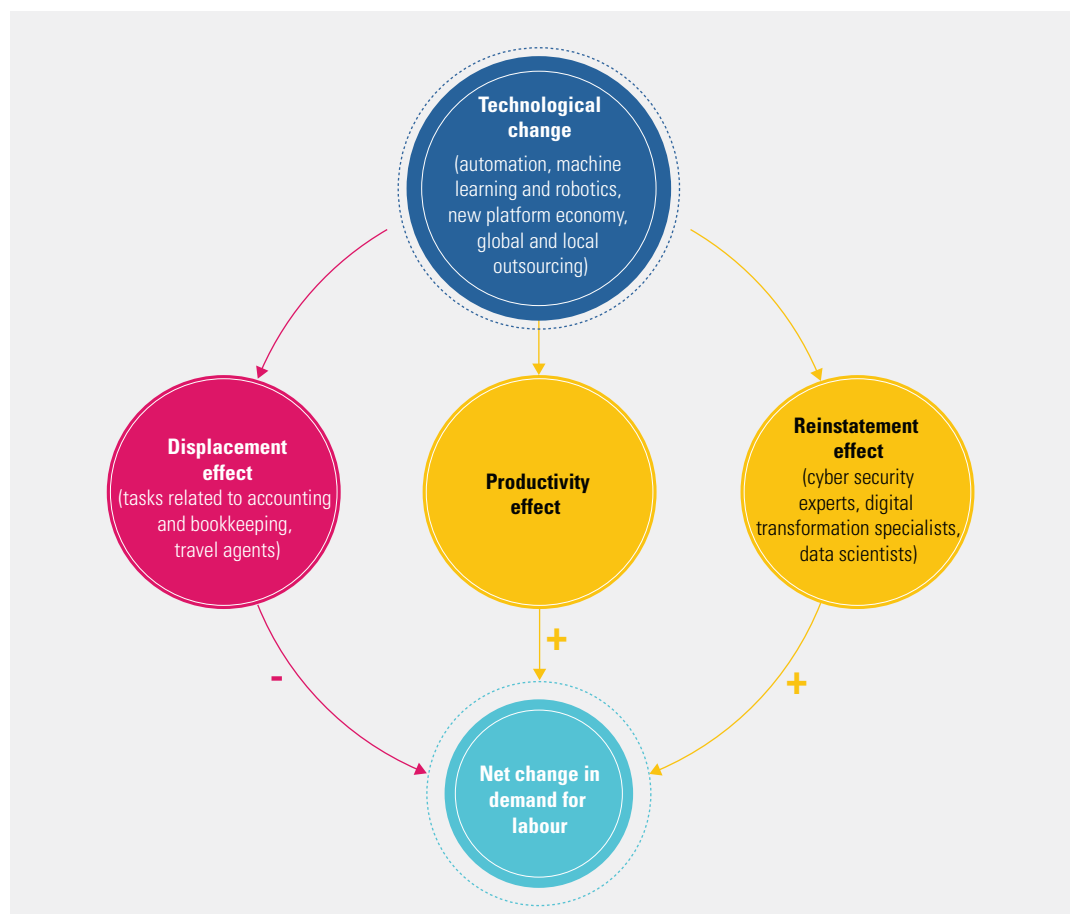 Technological
change
(automation, machine
learning and robotics,
new platform economy,
global and local
outsourcing)
Displacement
effect
(tasks related to accounting
and bookkeeping,
travel agents)
Productivity
effect
Reinstatement
effect
(cyber security
experts, digital
transformation specialists,
data scientists)
-
+
+
Net change in
demand for
labour